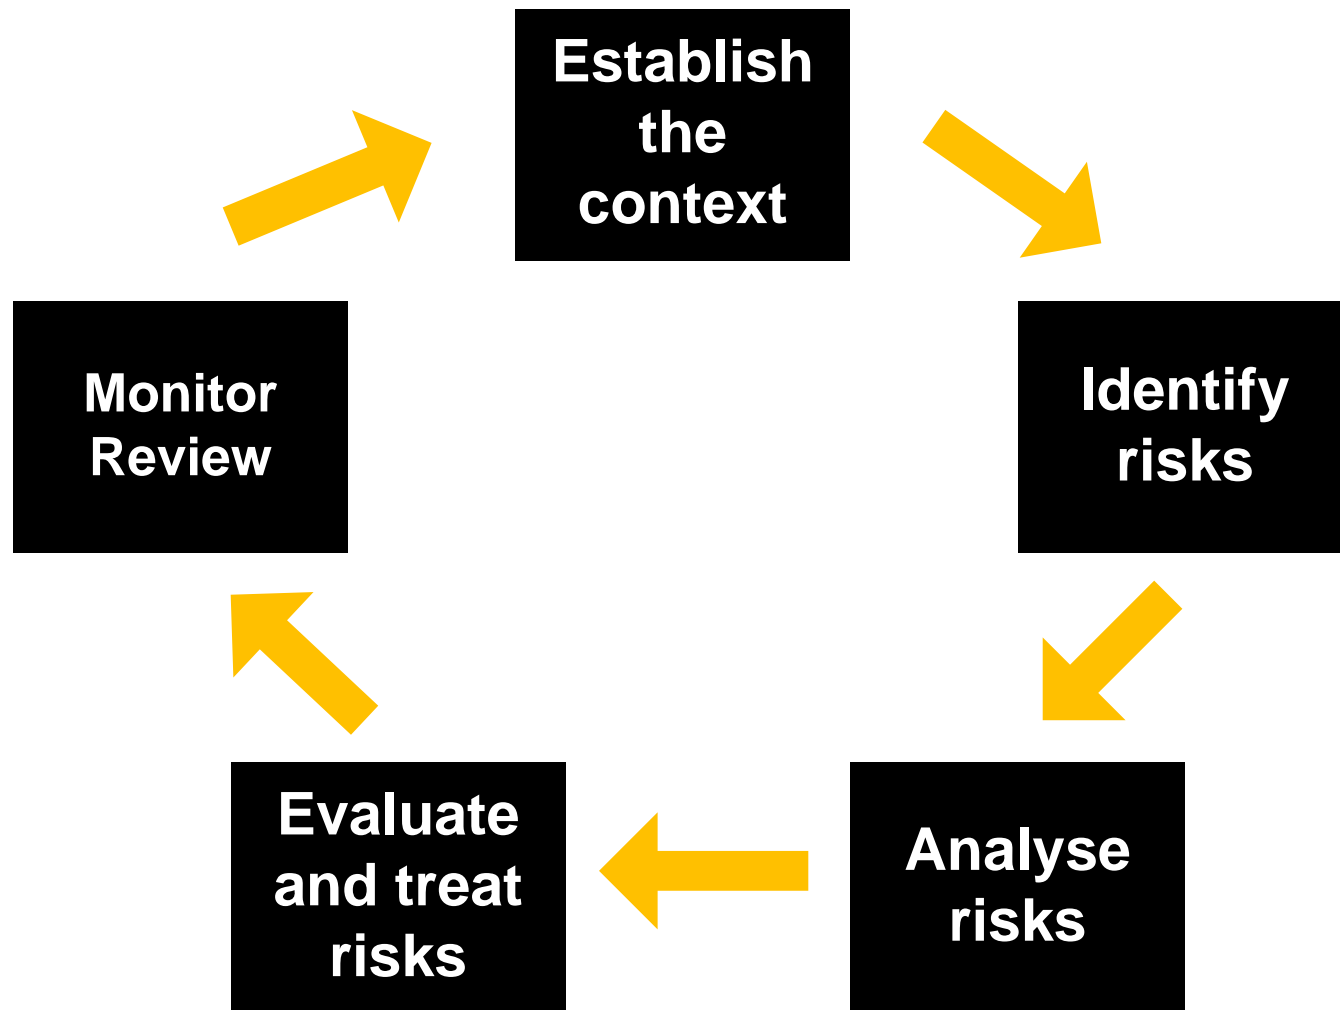 Establish
the
context
Identify
risks
Analyse
risks
Evaluate
and treat
risks
Monitor
Review